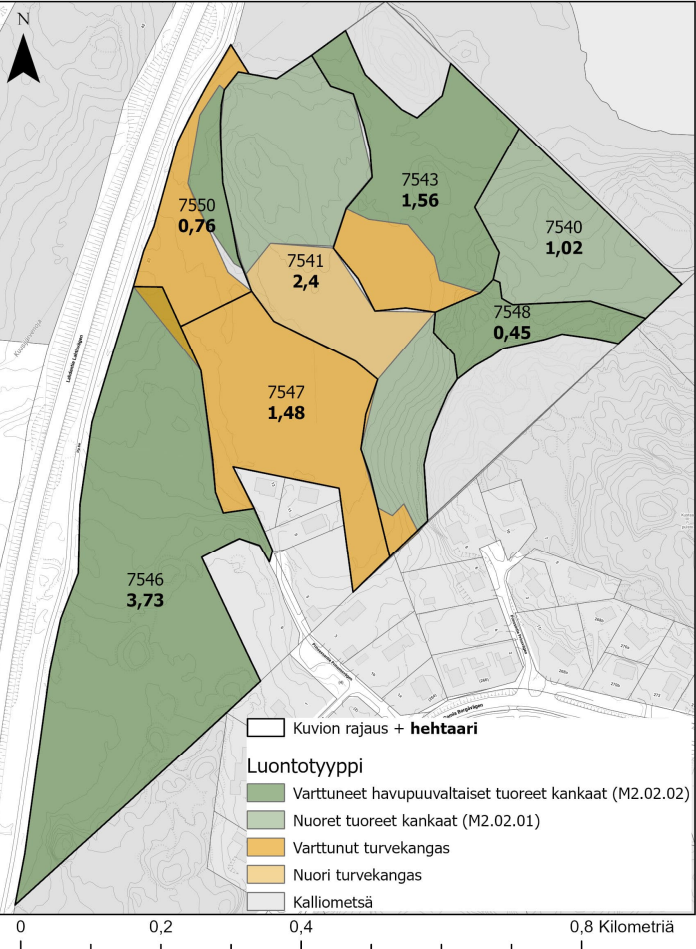 N
7550
0,76
7543
1,56
7540
1,02
7541
2,4
7548
0,45
7547
1,48
7546
3,73
Kuvion rajaus + hehtaari
Luontotyyppi
Varttuneet havupuuvaltaiset tuoreet kankaat (M2.02.02)
Nuoret tuoreet kankaat (M2.02.01)
Varttunut turvekangas
Nuori turvekangas
Kalliometsä
0 0,2 0,4 0,8 Kilometriä